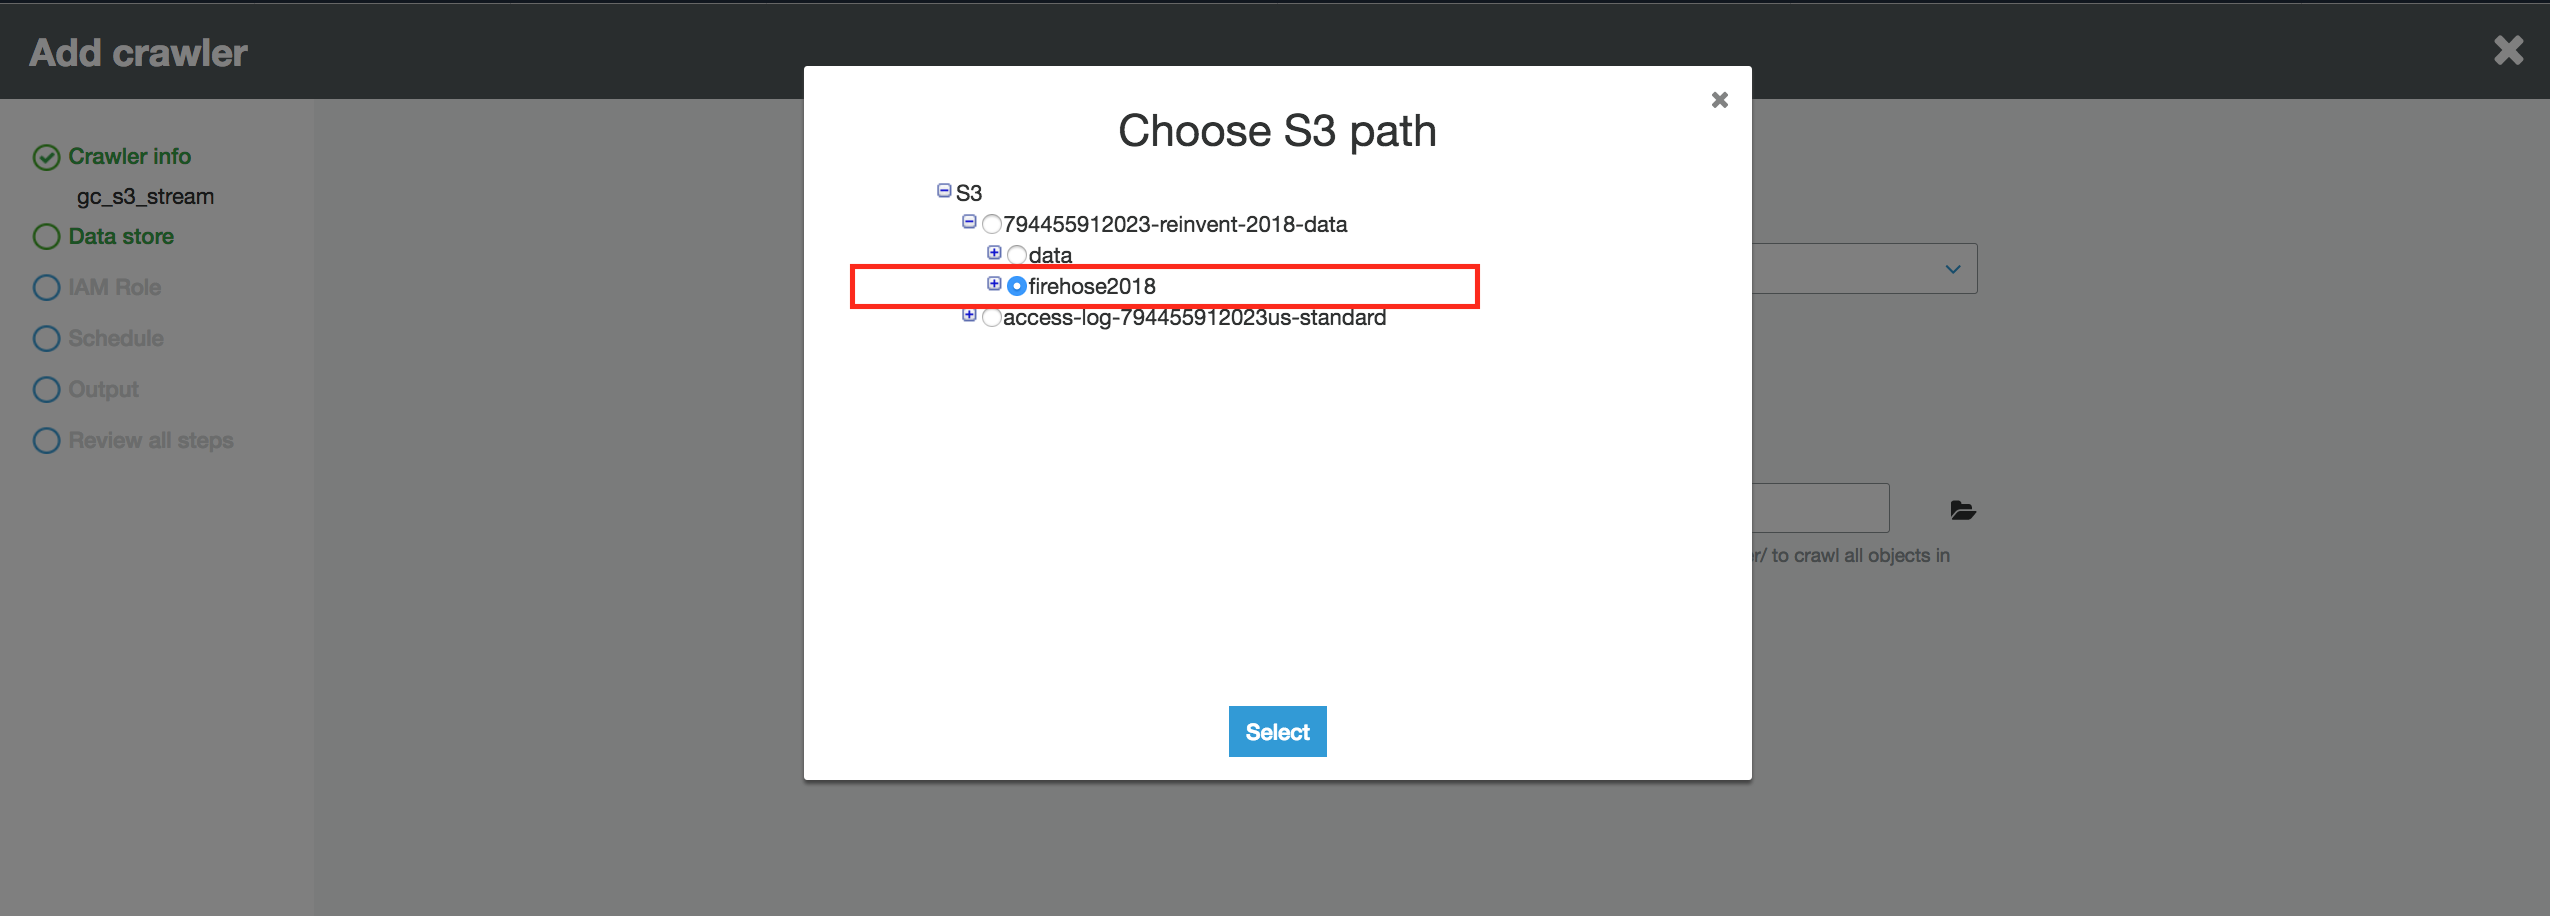 Add crawler
Choose S3 path
Crawler info
gc_s3_stream
Data store
IAM Role
Schedule
Output
Review all steps
S3
794455912023-reinvent-2018-data
data
firehose2018
access-log-794455912023us-standard
to crawl all objects in
Select